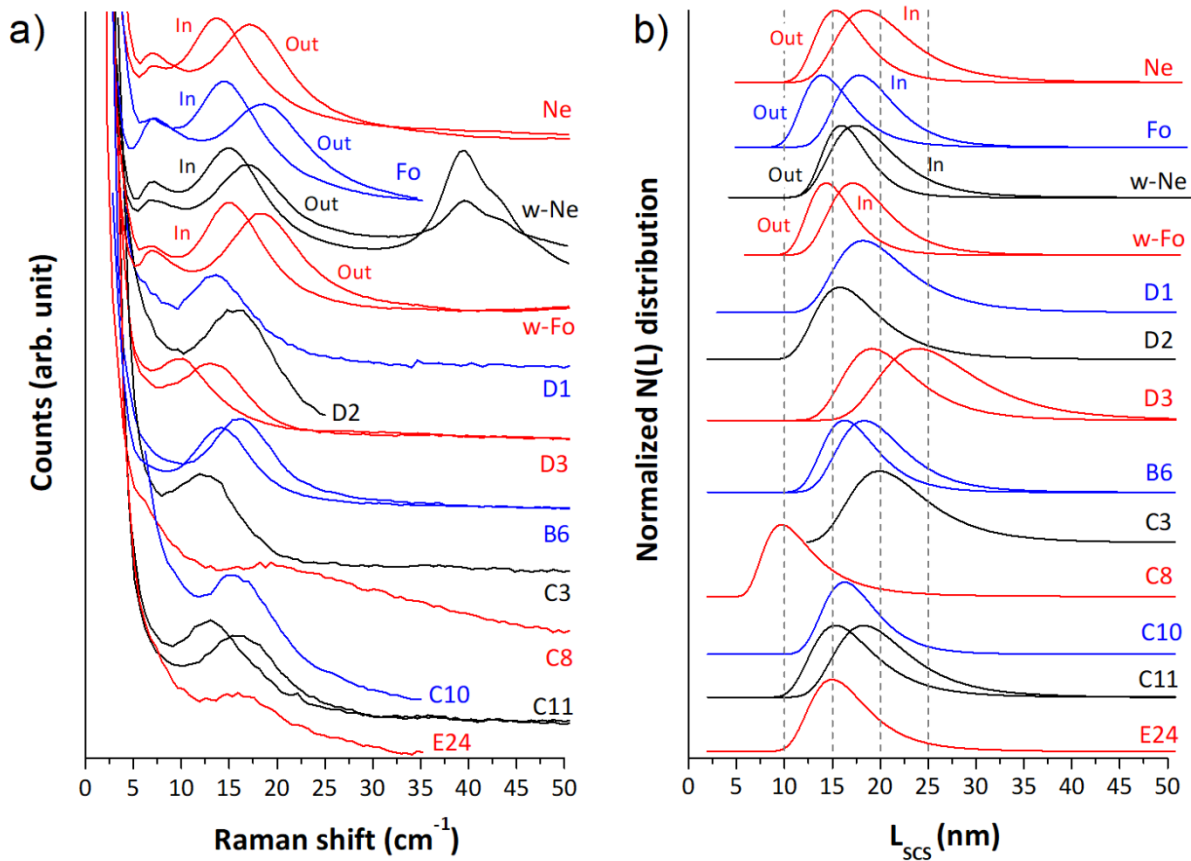 a)
Counts (arb. unit)
In
Out
Ne
In
Out
Fo
In
Out
w-Ne
In
Out
w-Fo
D1
D2
D3
B6
C3
C8
C10
C11
E24
0 5 10 15 20 25 30 35 40 45 50
Raman shift (cm⁻¹)
b)
Normalized N(L) distribution
Out
In
Ne
Out
In
Fo
Out
In
w-Ne
Out
In
w-Fo
D1
D2
D3
B6
C3
C8
C10
C11
E24
0 5 10 15 20 25 30 35 40 45 50
L_SCS (nm)